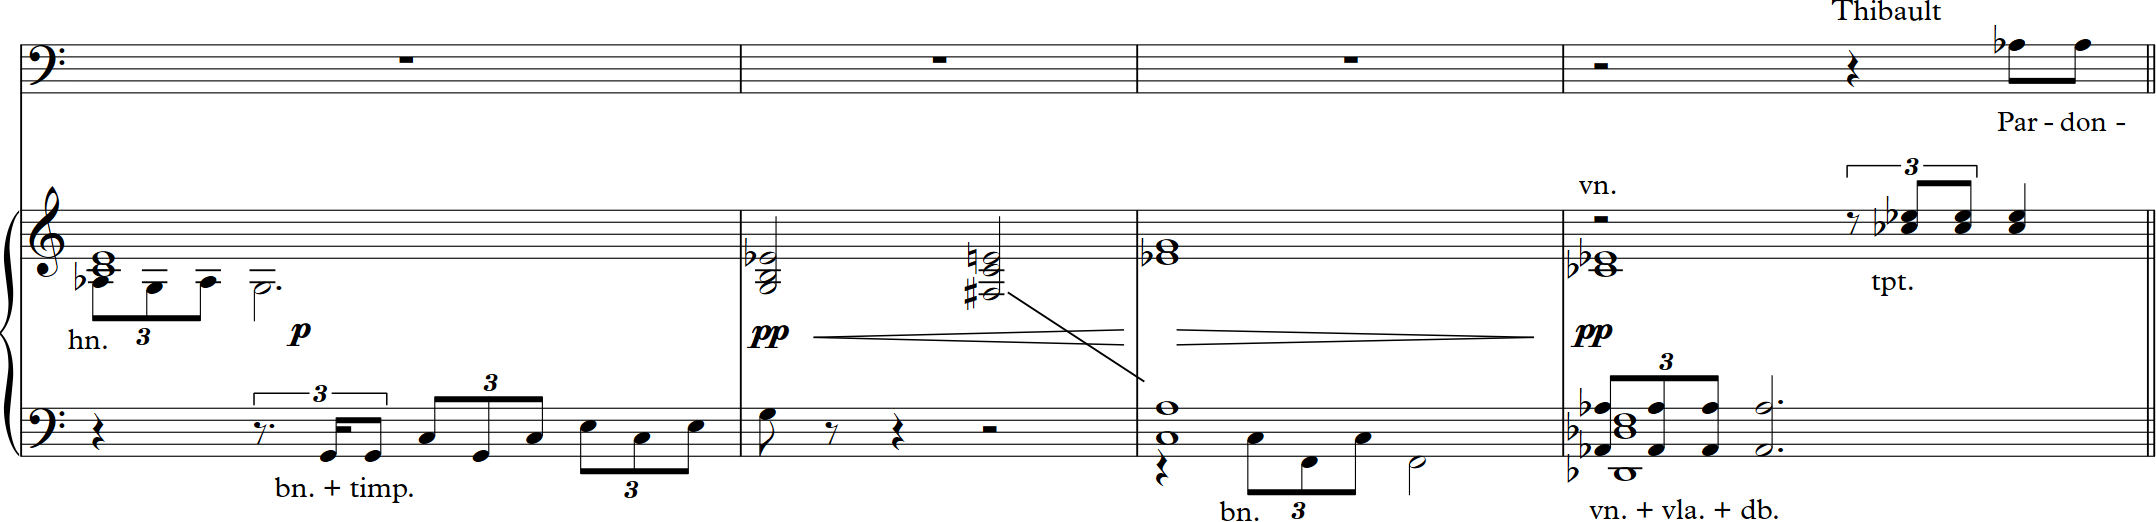 Thibault
Par - don -
3
vn.
hn.
3
p
pp
tpt.
pp
3
3
3
3
bn. + timp.
3
bn.
3
vn. + vla. + db.